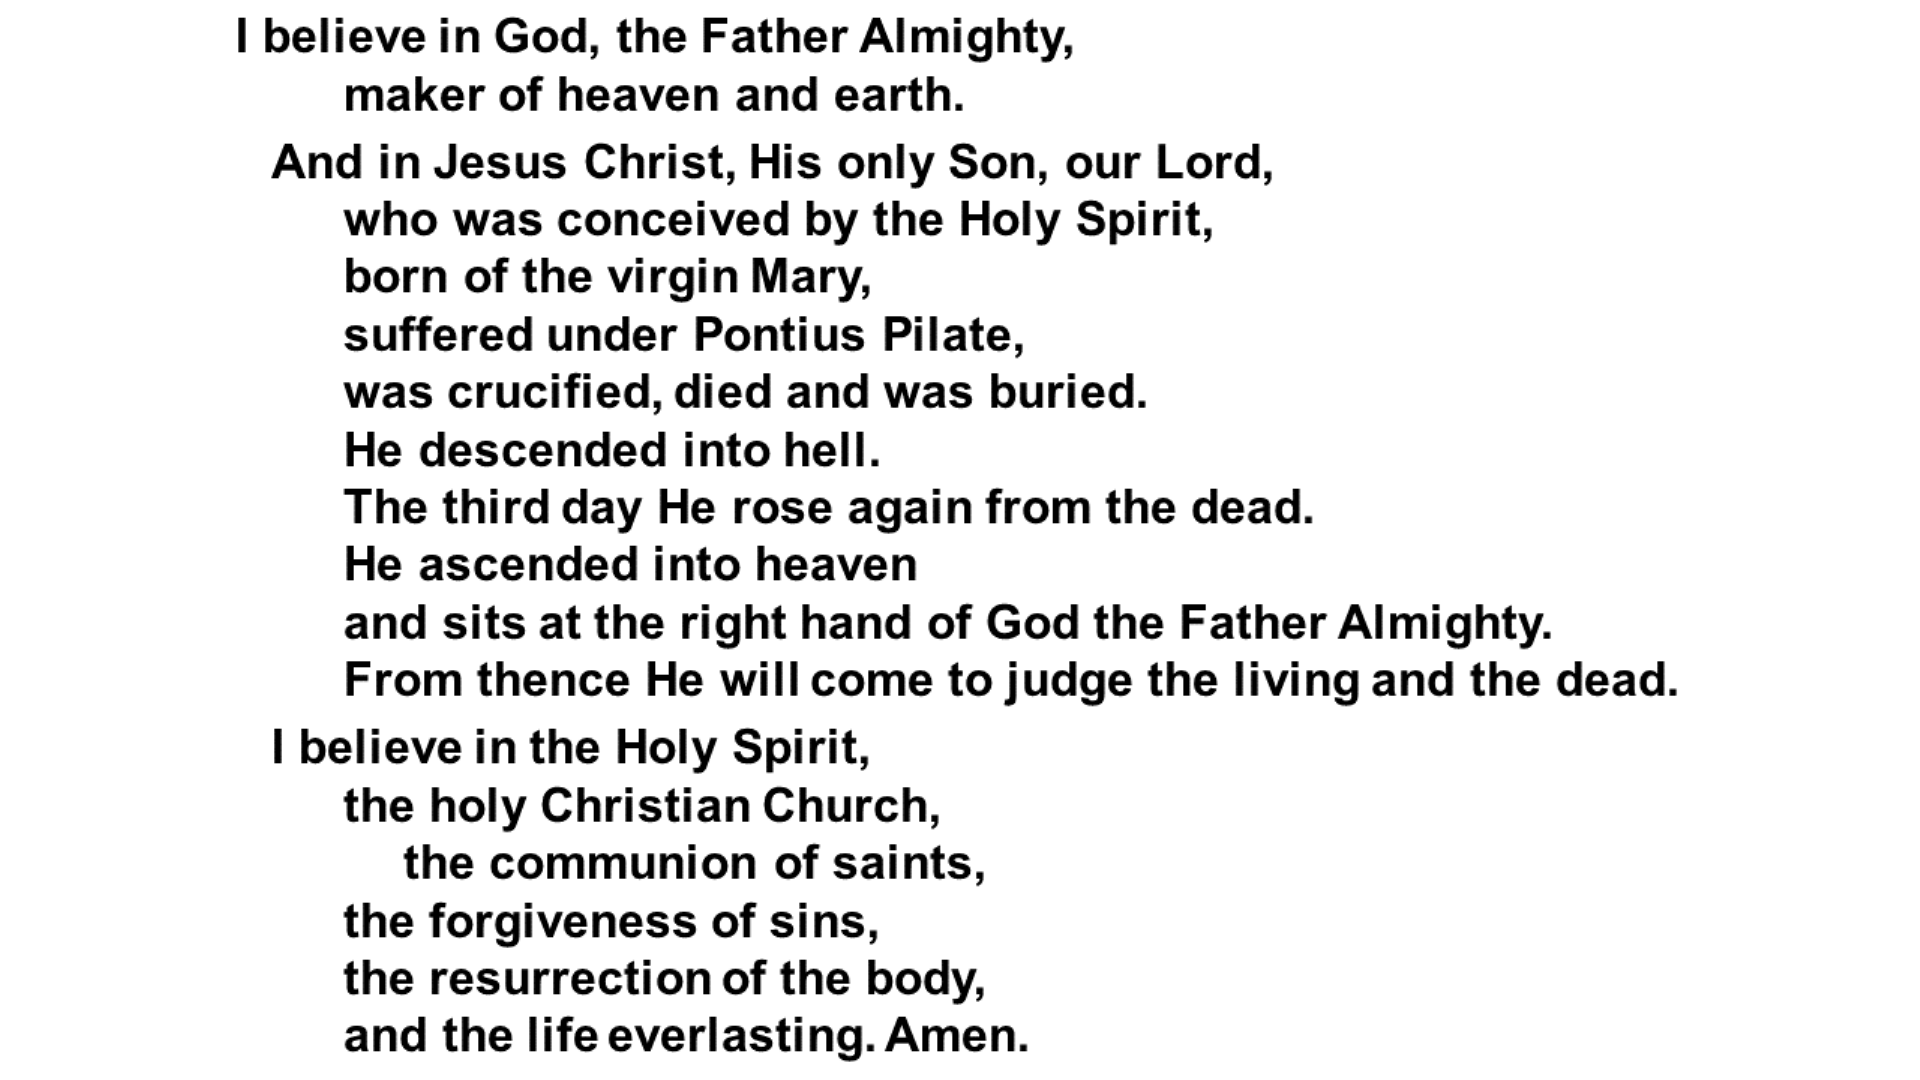 I believe in God, the Father Almighty,
maker of heaven and earth.
And in Jesus Christ, His only Son, our Lord,
who was conceived by the Holy Spirit,
born of the virgin Mary,
suffered under Pontius Pilate,
was crucified, died and was buried.
He descended into hell.
The third day He rose again from the dead.
He ascended into heaven
and sits at the right hand of God the Father Almighty.
From thence He will come to judge the living and the dead.
I believe in the Holy Spirit,
the holy Christian Church,
the communion of saints,
the forgiveness of sins,
the resurrection of the body,
and the life everlasting. Amen.